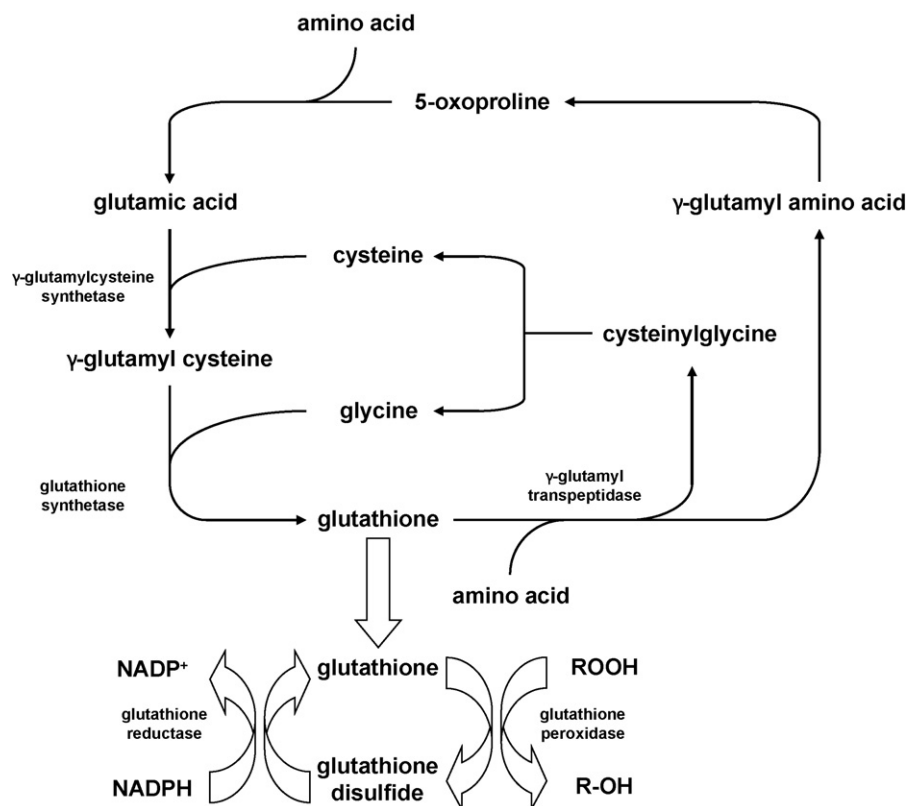 amino acid
5-oxoproline
glutamic acid
γ-glutamyl amino acid
cysteine
γ-glutamylcysteine
synthetase
cysteinylglycine
γ-glutamyl cysteine
glycine
γ-glutamyl
transpeptidase
glutathione
synthetase
glutathione
amino acid
NADP⁺
glutathione
ROOH
glutathione
reductase
glutathione
peroxidase
NADPH
glutathione
disulfide
R-OH